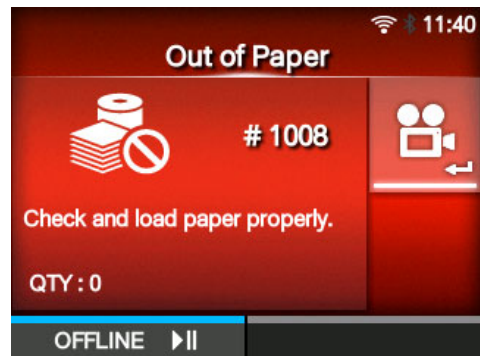 11:40
Out of Paper
# 1008
Check and load paper properly.
QTY : 0
OFFLINE